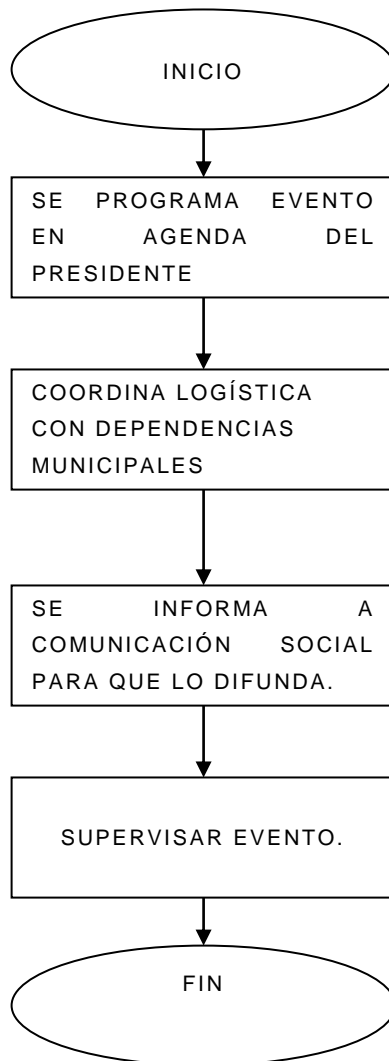 INICIO
SE PROGRAMA EVENTO
EN AGENDA DEL
PRESIDENTE
COORDINA LOGÍSTICA
CON DEPENDENCIAS
MUNICIPALES
SE INFORMA A
COMUNICACIÓN SOCIAL
PARA QUE LO DIFUNDA.
SUPERVISAR EVENTO.
FIN